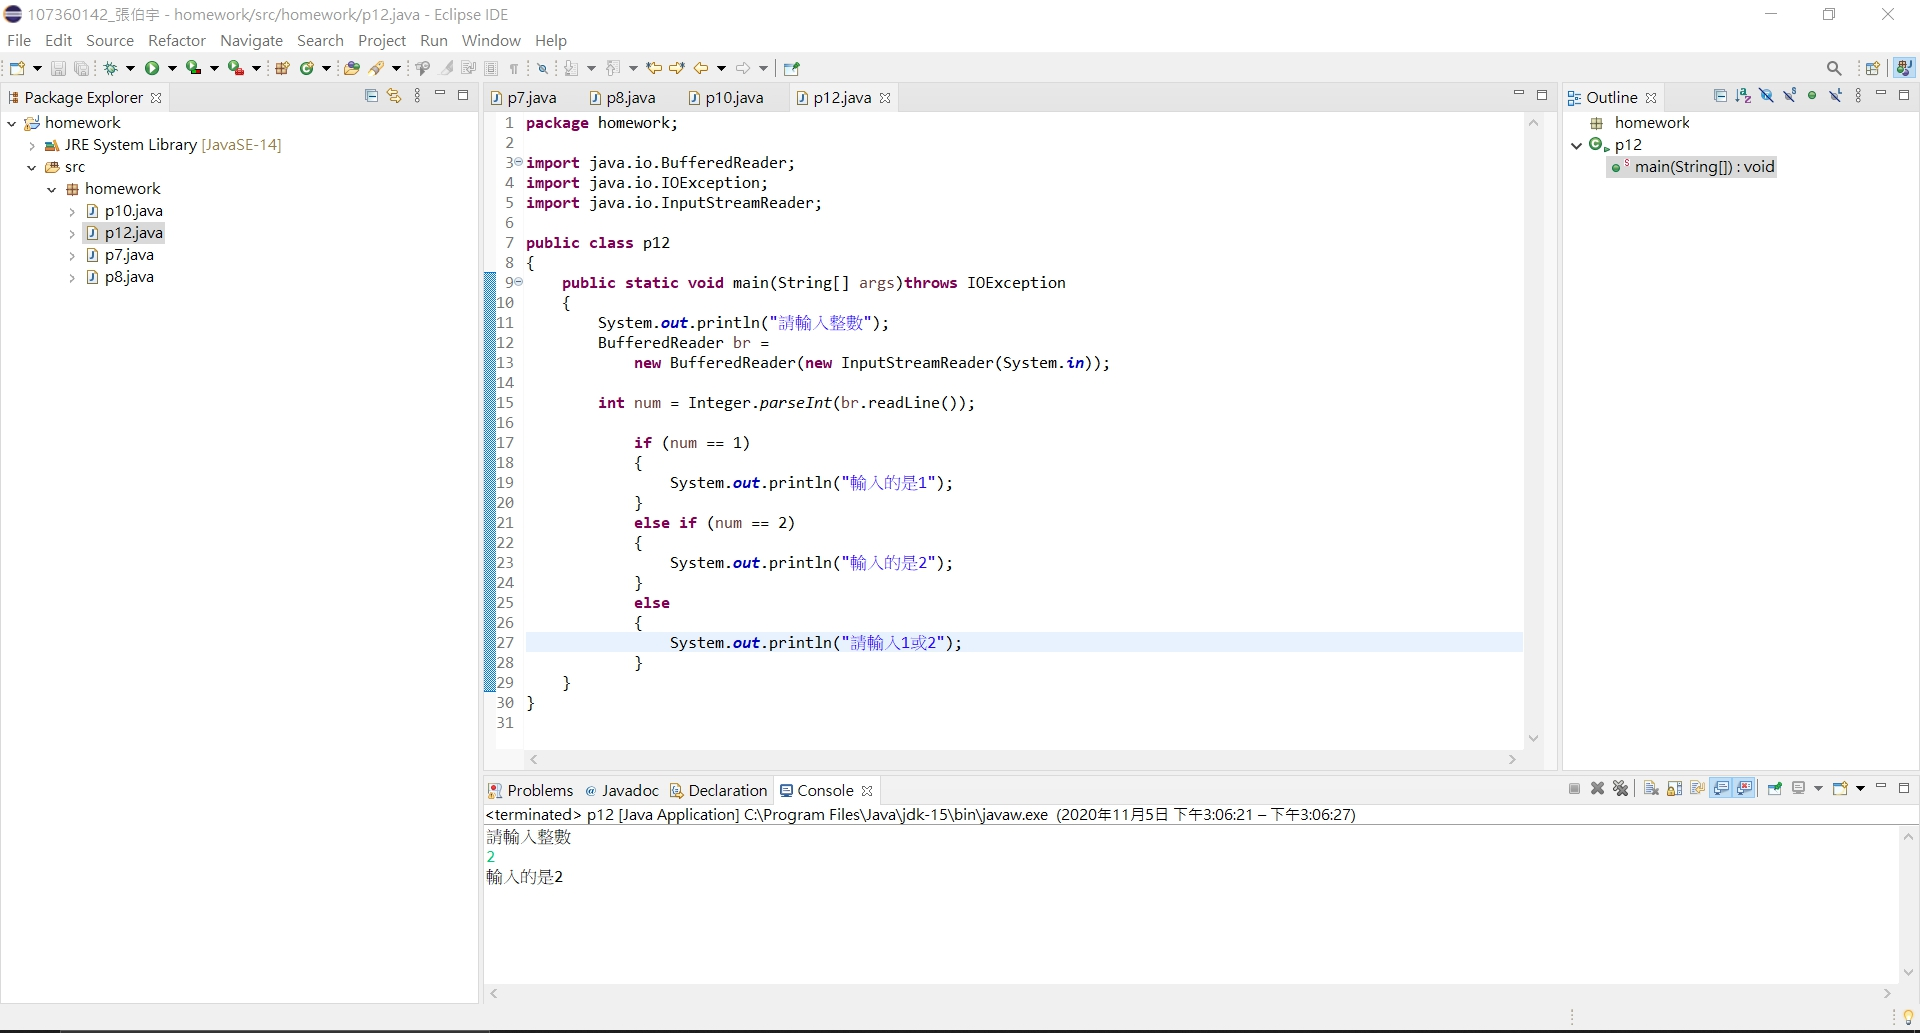 107360142_張伯宇 - homework/src/homework/p12.java - Eclipse IDE
File Edit Source Refactor Navigate Search Project Run Window Help
Package Explorer
homework
JRE System Library [JavaSE-14]
src
homework
p10.java
p12.java
p7.java
p8.java
p7.java p8.java p10.java p12.java
1 package homework;
2
3 import java.io.BufferedReader;
4 import java.io.IOException;
5 import java.io.InputStreamReader;
6
7 public class p12
8 {
9 public static void main(String[] args)throws IOException
10 {
11 System.out.println("請輸入整數");
12 BufferedReader br =
13 new BufferedReader(new InputStreamReader(System.in));
14
15 int num = Integer.parseInt(br.readLine());
16
17 if (num == 1)
18 {
19 System.out.println("輸入的是1");
20 }
21 else if (num == 2)
22 {
23 System.out.println("輸入的是2");
24 }
25 else
26 {
27 System.out.println("請輸入1或2");
28 }
29 }
30 }
31
Outline
homework
p12
main(String[]) : void
Problems Javadoc Declaration Console
<terminated> p12 [Java Application] C:\Program Files\Java\jdk-15\bin\javaw.exe (2020年11月5日 下午3:06:21 – 下午3:06:27)
請輸入整數
2
輸入的是2